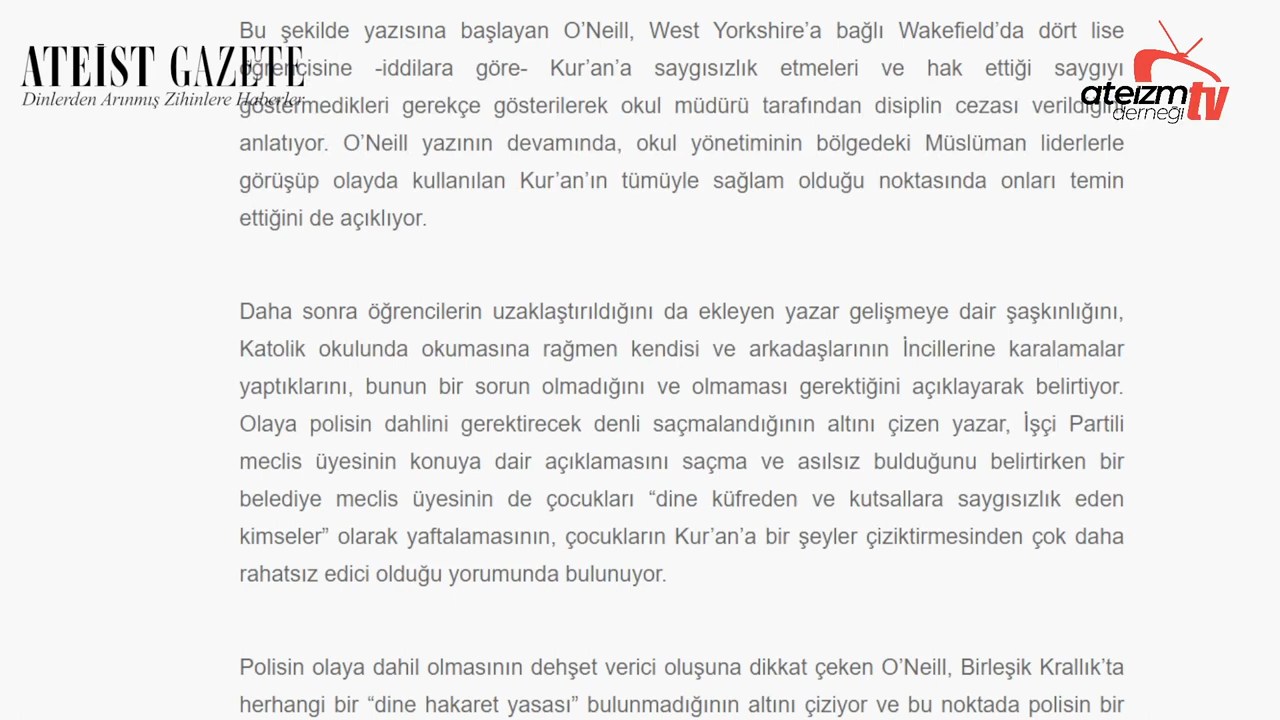 Bu şekilde yazısına başlayan O’Neill, West Yorkshire’a bağlı Wakefield’da dört lise
ATEİST GAZETE
Dinlerden Arınmış Zihinlere Haberler
ateizm tv
derneği
öğrencisine -iddilara göre- Kur’an’a saygısızlık etmeleri ve hak ettiği saygıyı
göstermedikleri gerekçe gösterilerek okul müdürü tarafından disiplin cezası verildiğini
anlatıyor. O’Neill yazının devamında, okul yönetiminin bölgedeki Müslüman liderlerle
görüşüp olayda kullanılan Kur’an’ın tümüyle sağlam olduğu noktasında onları temin
ettiğini de açıklıyor.
Daha sonra öğrencilerin uzaklaştırıldığını da ekleyen yazar gelişmeye dair şaşkınlığını,
Katolik okulunda okumasına rağmen kendisi ve arkadaşlarının İncillerine karalamalar
yaptıklarını, bunun bir sorun olmadığını ve olmaması gerektiğini açıklayarak belirtiyor.
Olaya polisin dahlini gerektirecek denli saçmalandığının altını çizen yazar, İşçi Partili
meclis üyesinin konuya dair açıklamasını saçma ve asılsız bulduğunu belirtirken bir
belediye meclis üyesinin de çocukları “dine küfreden ve kutsallara saygısızlık eden
kimseler” olarak yaftalamasının, çocukların Kur’an’a bir şeyler çiziktirmesinden çok daha
rahatsız edici olduğu yorumunda bulunuyor.
Polisin olaya dahil olmasının dehşet verici oluşuna dikkat çeken O’Neill, Birleşik Krallık’ta
herhangi bir “dine hakaret yasası” bulunmadığının altını çiziyor ve bu noktada polisin bir